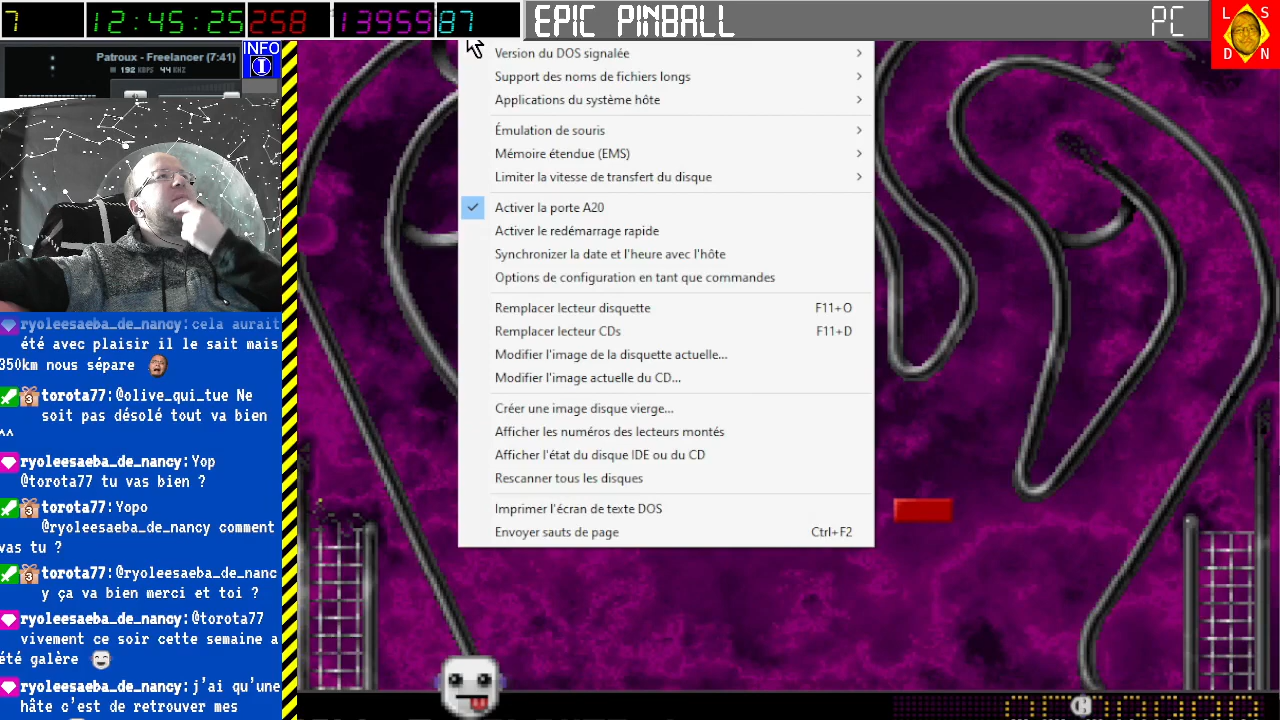 7
12:45:25
258
13959
87
EPIC PINBALL
PC
L S
D N
Patroux - Freelancer (7:41)
192 KBPS 44 KHZ
INFO
Version du DOS signalée
Support des noms de fichiers longs
Applications du système hôte
Émulation de souris
Mémoire étendue (EMS)
Limiter la vitesse de transfert du disque
Activer la porte A20
Activer le redémarrage rapide
Synchronizer la date et l'heure avec l'hôte
Options de configuration en tant que commandes
Remplacer lecteur disquette F11+O
Remplacer lecteur CDs F11+D
Modifier l'image de la disquette actuelle...
Modifier l'image actuelle du CD...
Créer une image disque vierge...
Afficher les numéros des lecteurs montés
Afficher l'état du disque IDE ou du CD
Rescanner tous les disques
Imprimer l'écran de texte DOS
Envoyer sauts de page Ctrl+F2
ryoleesaeba_de_nancy: cela aurait
été avec plaisir il le sait mais
350km nous sépare
torota77: @olive_qui_tue Ne
soit pas désolé tout va bien
^^
ryoleesaeba_de_nancy: Yop
@torota77 tu vas bien ?
torota77: Yopo
@ryoleesaeba_de_nancy comment
vas tu ?
torota77: @ryoleesaeba_de_nanc
y ça va bien merci et toi ?
ryoleesaeba_de_nancy: @torota77
vivement ce soir cette semaine a
été galère
ryoleesaeba_de_nancy: j'ai qu'une
hâte c'est de retrouver mes